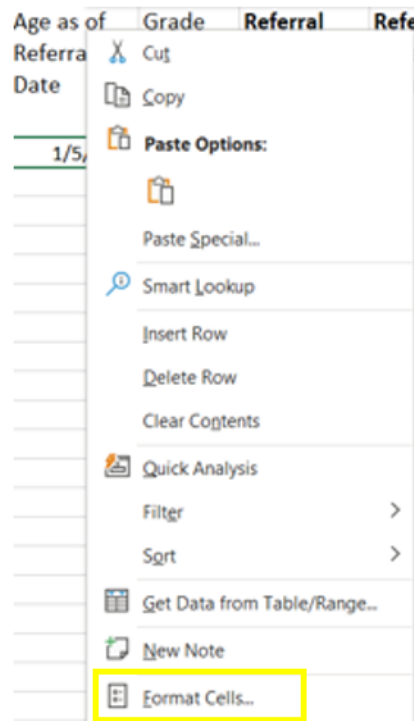 Age as of Grade Referral Refe
Referra
Date
1/5/
Cut
Copy
Paste Options:
Paste Special...
Smart Lookup
Insert Row
Delete Row
Clear Contents
Quick Analysis
Filter
Sort
Get Data from Table/Range...
New Note
Format Cells...